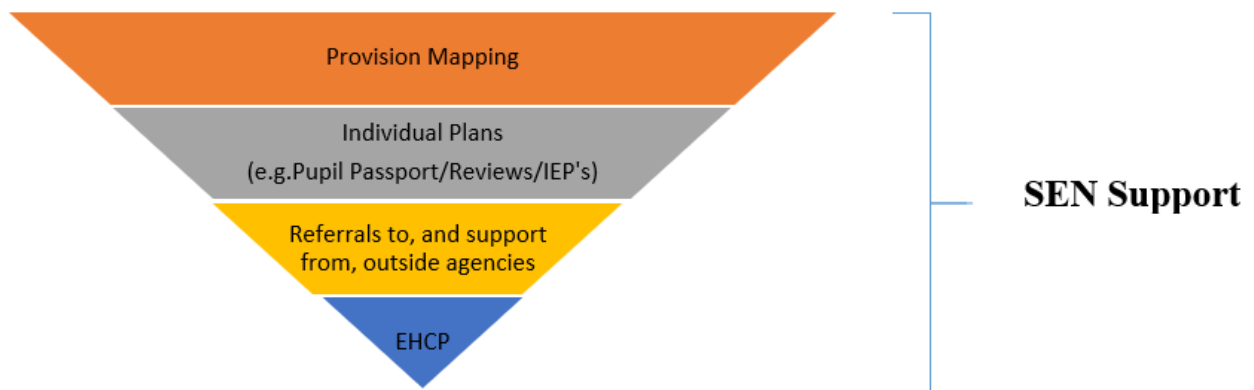 Provision Mapping
Individual Plans
(e.g.Pupil Passport/Reviews/IEP's)
Referrals to, and support
from, outside agencies
EHCP
SEN Support